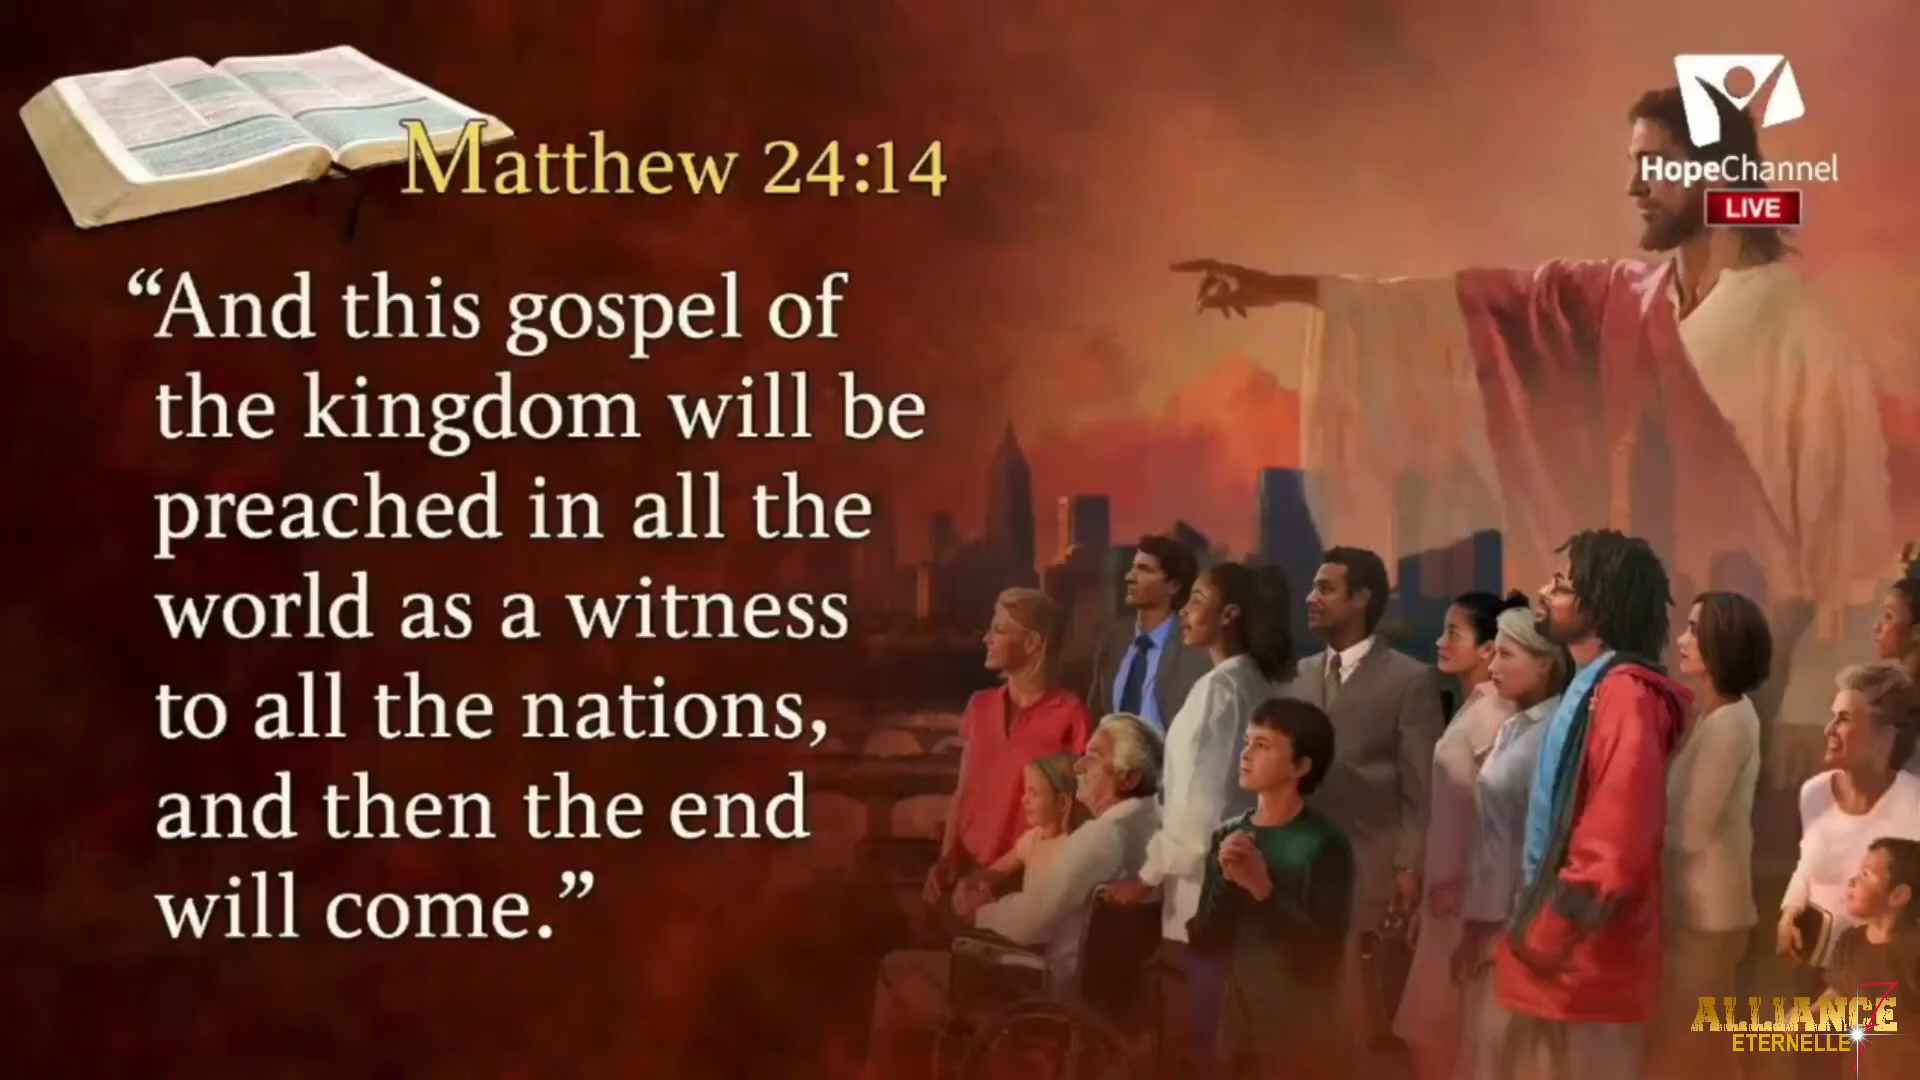 Matthew 24:14
“And this gospel of
the kingdom will be
preached in all the
world as a witness
to all the nations,
and then the end
will come.”
HopeChannel
LIVE
ALLIANCE
ETERNELLE